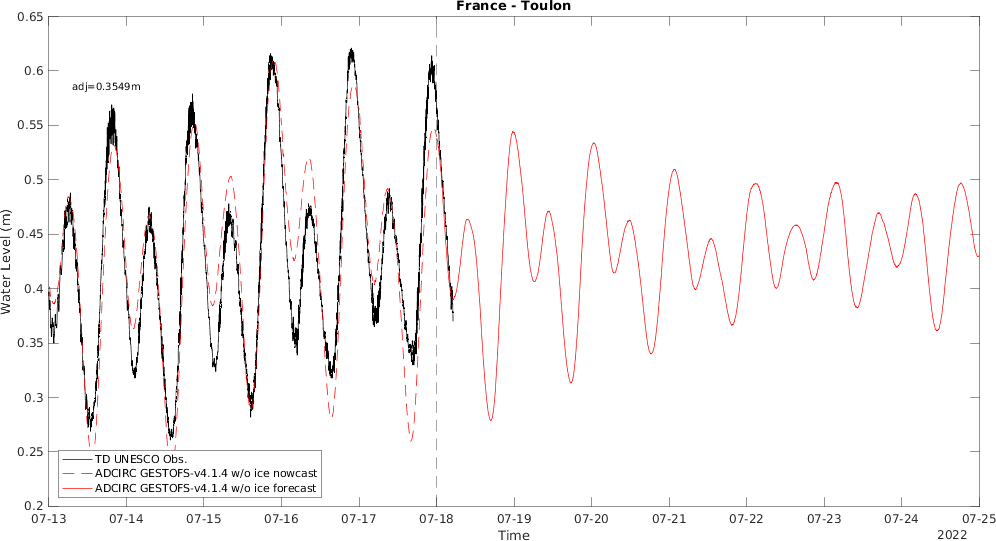 France - Toulon
0.65
0.6
adj=0.3549m
0.55
0.5
0.45
0.4
0.35
0.3
0.25
0.2
Water Level (m)
TD UNESCO Obs.
ADCIRC GESTOFS-v4.1.4 w/o ice nowcast
ADCIRC GESTOFS-v4.1.4 w/o ice forecast
07-13 07-14 07-15 07-16 07-17 07-18 07-19 07-20 07-21 07-22 07-23 07-24 07-25
Time
2022